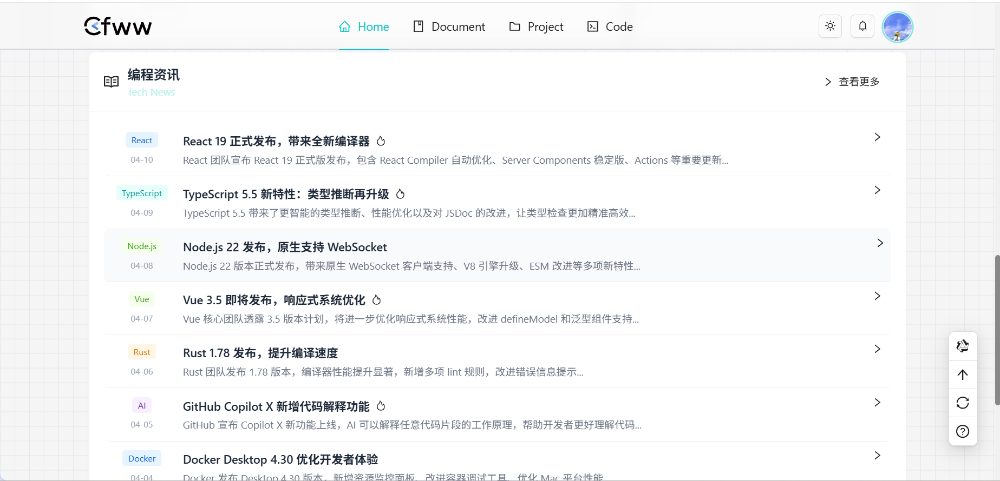 Cfww
Home
Document
Project
Code
编程资讯
Tech News
查看更多
React
04-10
React 19 正式发布，带来全新编译器
React 团队宣布 React 19 正式版发布，包含 React Compiler 自动优化、Server Components 稳定版、Actions 等重要更新...
TypeScript
04-09
TypeScript 5.5 新特性：类型推断再升级
TypeScript 5.5 带来了更智能的类型推断、性能优化以及对 JSDoc 的改进，让类型检查更加精准高效...
Node.js
04-08
Node.js 22 发布，原生支持 WebSocket
Node.js 22 版本正式发布，带来原生 WebSocket 客户端支持、V8 引擎升级、ESM 改进等多项新特性...
Vue
04-07
Vue 3.5 即将发布，响应式系统优化
Vue 核心团队透露 3.5 版本计划，将进一步优化响应式系统性能，改进 defineModel 和泛型组件支持...
Rust
04-06
Rust 1.78 发布，提升编译速度
Rust 团队发布 1.78 版本，编译器性能提升显著，新增多项 lint 规则，改进错误信息提示...
AI
04-05
GitHub Copilot X 新增代码解释功能
GitHub 宣布 Copilot X 新功能上线，AI 可以解释任意代码片段的工作原理，帮助开发者更好理解代码...
Docker
04-04
Docker Desktop 4.30 优化开发者体验
Docker 发布 Desktop 4.30 版本，新增资源监控面板、改进容器调试工具、优化 Mac 平台性能